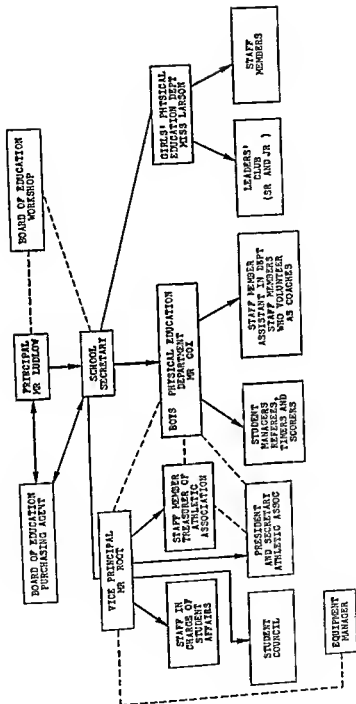 BOARD OF EDUCATION
WORKSHOP
PRINCIPAL
MR LUDLOW
BOARD OF EDUCATION
PURCHASING AGENT
SCHOOL
SECRETARY
VICE PRINCIPAL
MR ROOT
BOYS PHYSICAL EDUCATION
DEPARTMENT
MR COX
GIRLS' PHYSICAL
EDUCATION DEPT
MISS LARSON
STAFF IN
CHARGE OF
STUDENT
AFFAIRS
STAFF MEMBER
TREASURER OF
ATHLETIC
ASSOCIATION
STUDENT COUNCIL
PRESIDENT
AND SECRETARY
ATHLETIC ASSOC
STUDENT
MANAGERS
REFEREES,
TIMERS AND
SCORERS
STAFF MEMBER
ASSISTANT IN DEPT
STAFF MEMBERS
WHO VOLUNTEER
AS COACHES
LEADERS'
CLUB
(SR AND JR )
STAFF
MEMBERS
EQUIPMENT
MANAGER